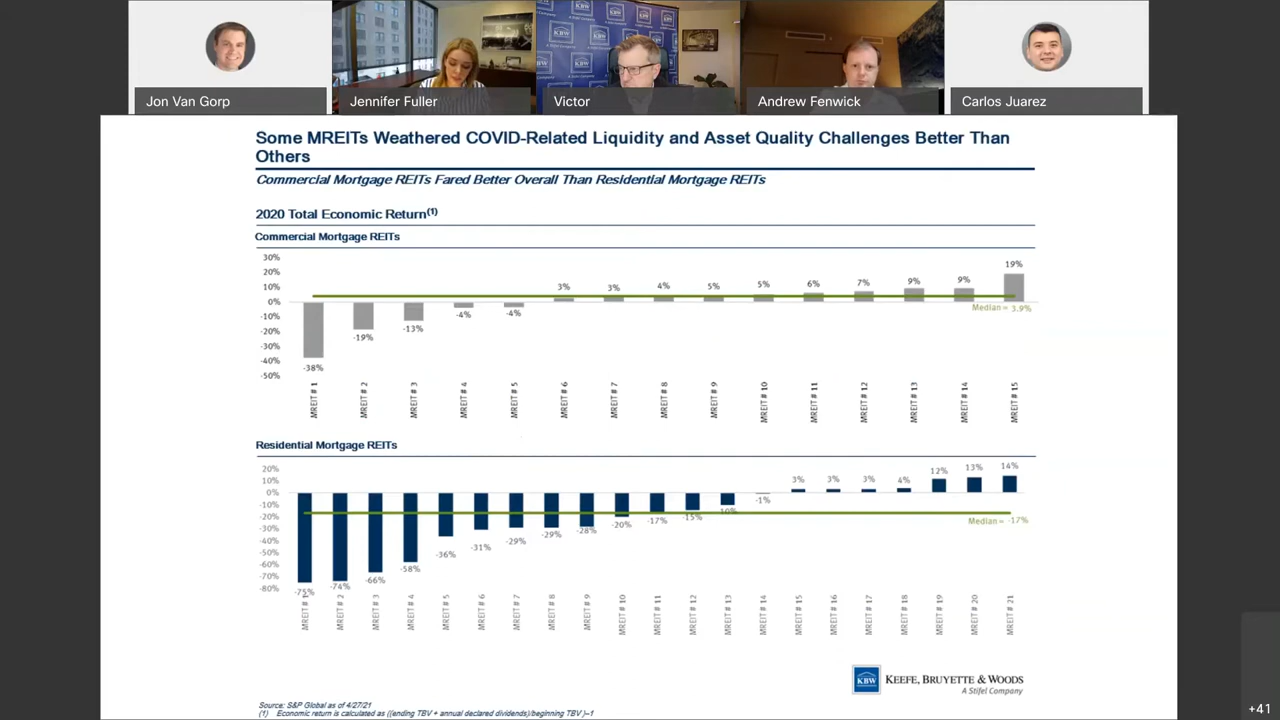 Jon Van Gorp
Jennifer Fuller
Victor
Andrew Fenwick
Carlos Juarez
KBW
A Stifel Company
Some MREITs Weathered COVID-Related Liquidity and Asset Quality Challenges Better Than
Others
Commercial Mortgage REITs Fared Better Overall Than Residential Mortgage REITs
2020 Total Economic Return(1)
Commercial Mortgage REITs
30%
20%
10%
0%
-10%
-20%
-30%
-40%
-50%
-38%
-19%
-13%
-4%
-4%
3%
3%
4%
5%
5%
6%
7%
9%
9%
19%
Median = 3.9%
MREIT # 1
MREIT # 2
MREIT # 3
MREIT # 4
MREIT # 5
MREIT # 6
MREIT # 7
MREIT # 8
MREIT # 9
MREIT # 10
MREIT # 11
MREIT # 12
MREIT # 13
MREIT # 14
MREIT # 15
Residential Mortgage REITs
20%
10%
0%
-10%
-20%
-30%
-40%
-50%
-60%
-70%
-80%
-75%
-74%
-66%
-58%
-36%
-31%
-29%
-29%
-28%
-20%
-17%
-15%
-10%
-1%
3%
3%
3%
4%
12%
13%
14%
Median = -17%
MREIT # 1
MREIT # 2
MREIT # 3
MREIT # 4
MREIT # 5
MREIT # 6
MREIT # 7
MREIT # 8
MREIT # 9
MREIT # 10
MREIT # 11
MREIT # 12
MREIT # 13
MREIT # 14
MREIT # 15
MREIT # 16
MREIT # 17
MREIT # 18
MREIT # 19
MREIT # 20
MREIT # 21
KBW
KEEFE, BRUYETTE & WOODS
A Stifel Company
Source: S&P Global as of 4/27/21
(1) Economic return is calculated as ((ending TBV + annual declared dividends)/beginning TBV )-1
+41